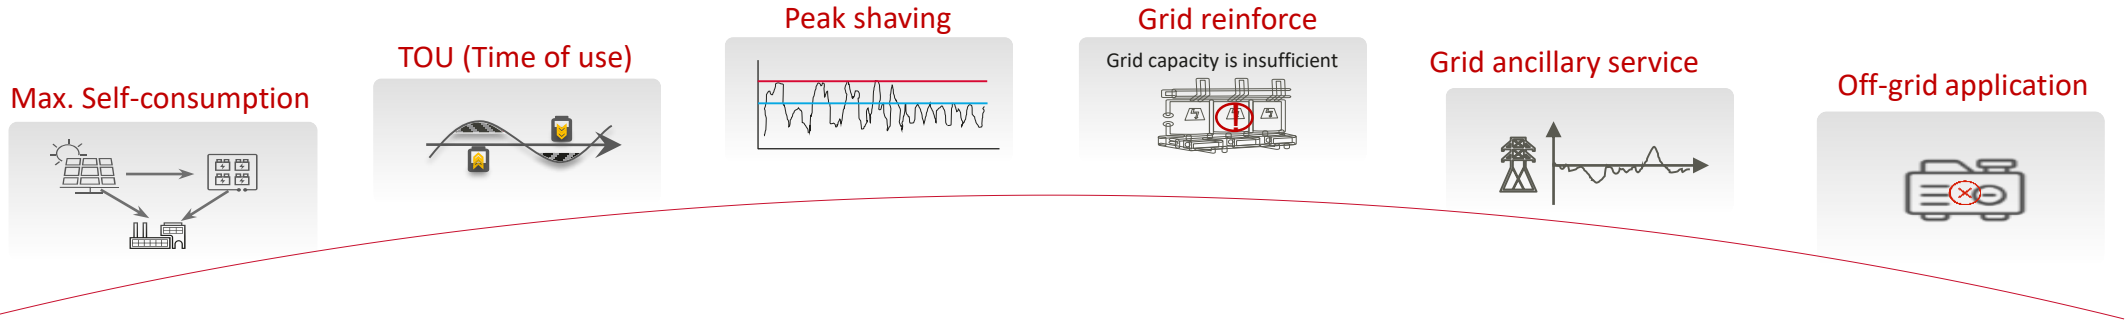 Max. Self-consumption
TOU (Time of use)
Peak shaving
Grid reinforce
Grid capacity is insufficient
Grid ancillary service
Off-grid application